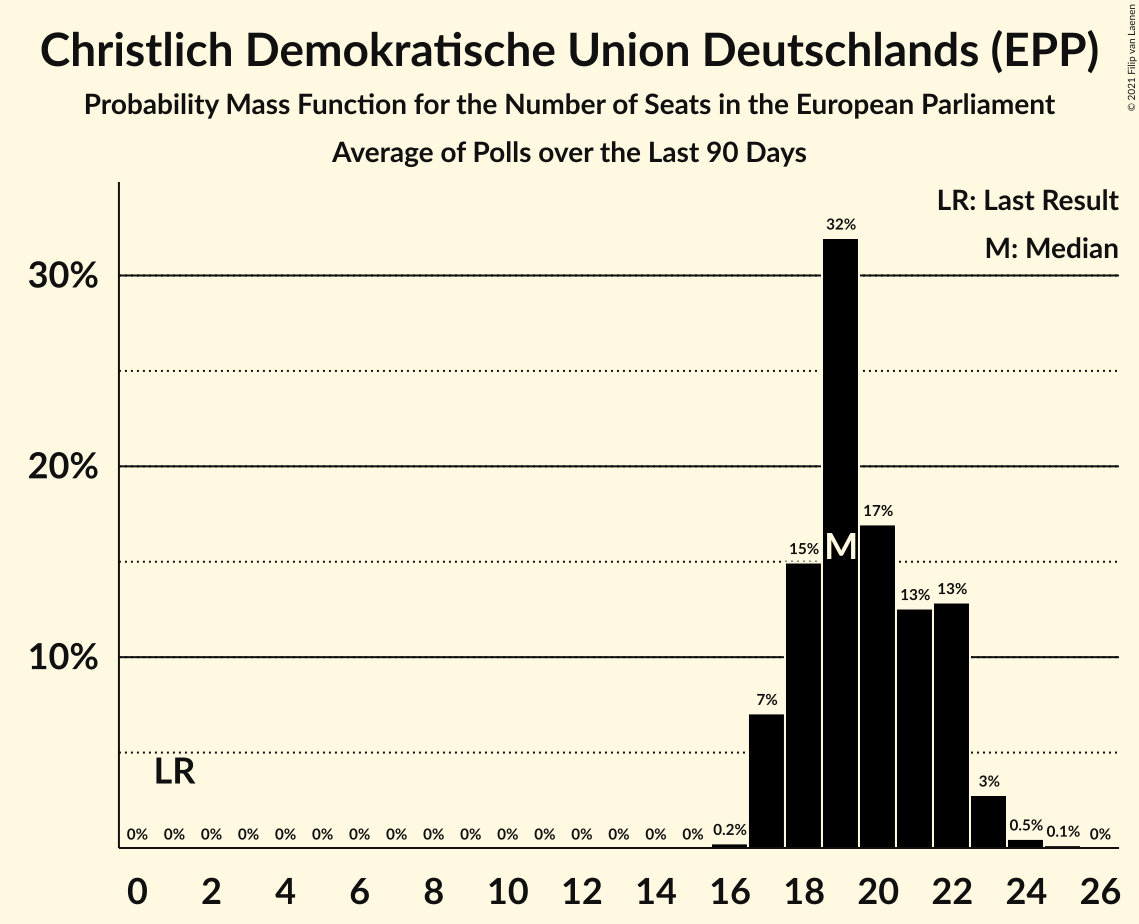 Christlich Demokratische Union Deutschlands (EPP)
Probability Mass Function for the Number of Seats in the European Parliament
Average of Polls over the Last 90 Days
© 2021 Filip van Laenen
LR: Last Result
M: Median
30%
20%
10%
32%
17%
15%
M
13%
13%
7%
LR
3%
0% 0% 0% 0% 0% 0% 0% 0% 0% 0% 0% 0% 0% 0% 0% 0% 0.2% 0.5% 0.1% 0%
0 2 4 6 8 10 12 14 16 18 20 22 24 26